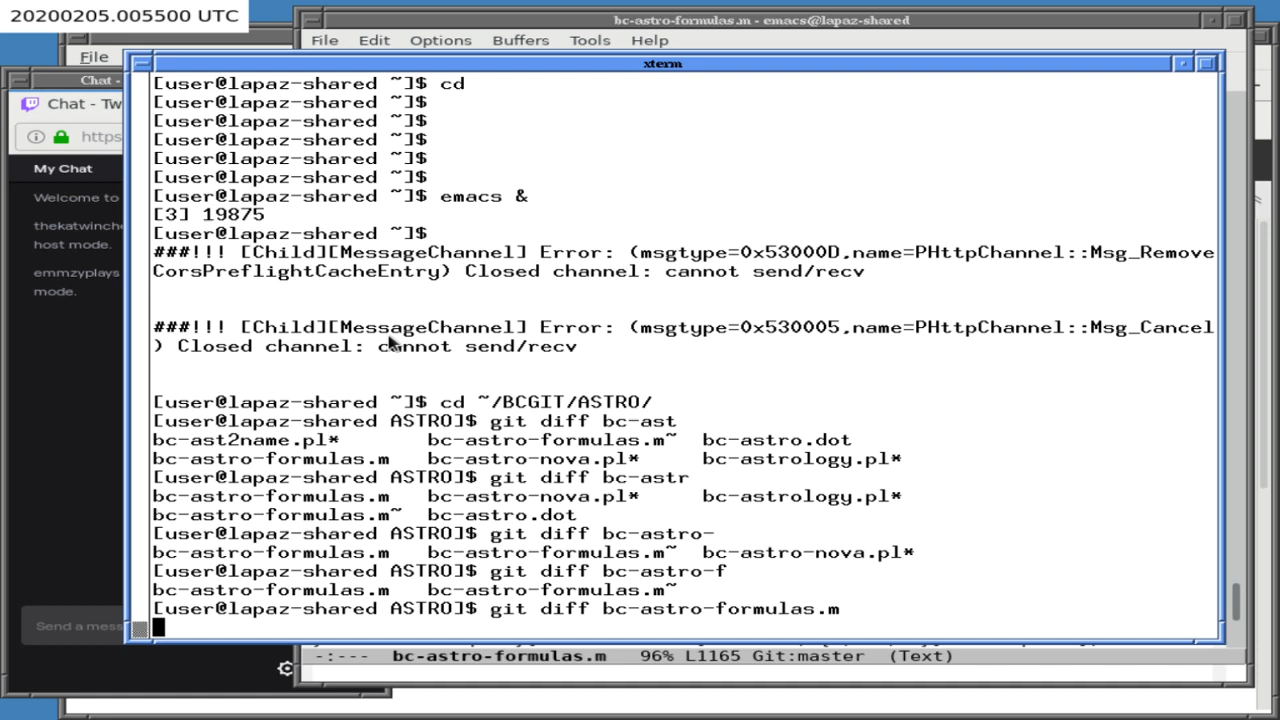 20200205.005500 UTC
bc-astro-formulas.m - emacs@lapaz-shared
File Edit Options Buffers Tools Help
File
xterm
Chat -
Chat - Tw
https
My Chat
Welcome to
thekatwinch
host mode.
emmzyplays
mode.
Send a mess
[user@lapaz-shared ~]$ cd
[user@lapaz-shared ~]$
[user@lapaz-shared ~]$
[user@lapaz-shared ~]$
[user@lapaz-shared ~]$
[user@lapaz-shared ~]$
[user@lapaz-shared ~]$ emacs &
[3] 19875
[user@lapaz-shared ~]$
###!!! [Child][MessageChannel] Error: (msgtype=0x53000D,name=PHttpChannel::Msg_Remove
CorsPreflightCacheEntry) Closed channel: cannot send/recv
###!!! [Child][MessageChannel] Error: (msgtype=0x530005,name=PHttpChannel::Msg_Cancel
) Closed channel: cannot send/recv
[user@lapaz-shared ~]$ cd ~/BCGIT/ASTRO/
[user@lapaz-shared ASTRO]$ git diff bc-ast
bc-ast2name.pl* bc-astro-formulas.m~ bc-astro.dot
bc-astro-formulas.m bc-astro-nova.pl* bc-astrology.pl*
[user@lapaz-shared ASTRO]$ git diff bc-astr
bc-astro-formulas.m bc-astro-nova.pl* bc-astrology.pl*
bc-astro-formulas.m~ bc-astro.dot
[user@lapaz-shared ASTRO]$ git diff bc-astro-
bc-astro-formulas.m bc-astro-formulas.m~ bc-astro-nova.pl*
[user@lapaz-shared ASTRO]$ git diff bc-astro-f
bc-astro-formulas.m bc-astro-formulas.m~
[user@lapaz-shared ASTRO]$ git diff bc-astro-formulas.m
-:--- bc-astro-formulas.m 96% L1165 Git:master (Text)